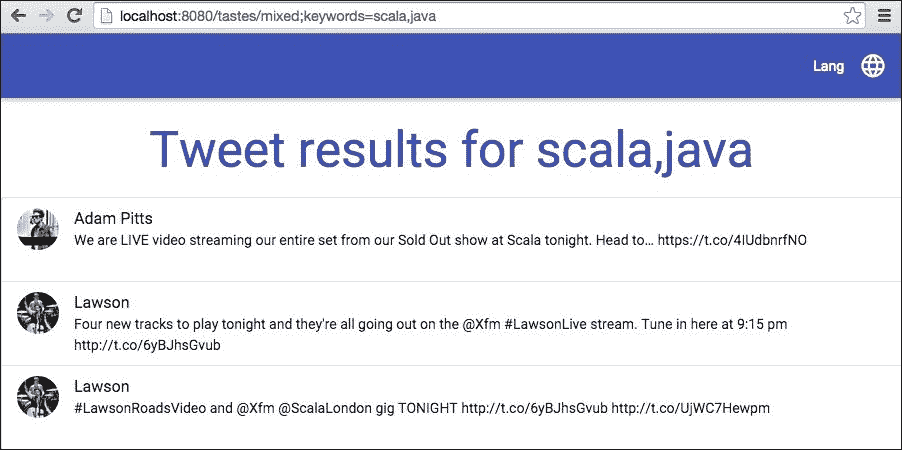 localhost:8080/tastes/mixed;keywords=scala,java
Lang
Tweet results for scala,java
Adam Pitts
We are LIVE video streaming our entire set from our Sold Out show at Scala tonight. Head to… https://t.co/4IUdbnrfNO
Lawson
Four new tracks to play tonight and they're all going out on the @Xfm #LawsonLive stream. Tune in here at 9:15 pm
http://t.co/6yBJhsGvub
Lawson
#LawsonRoadsVideo and @Xfm @ScalaLondon gig TONIGHT http://t.co/6yBJhsGvub http://t.co/UjWC7Hewpm